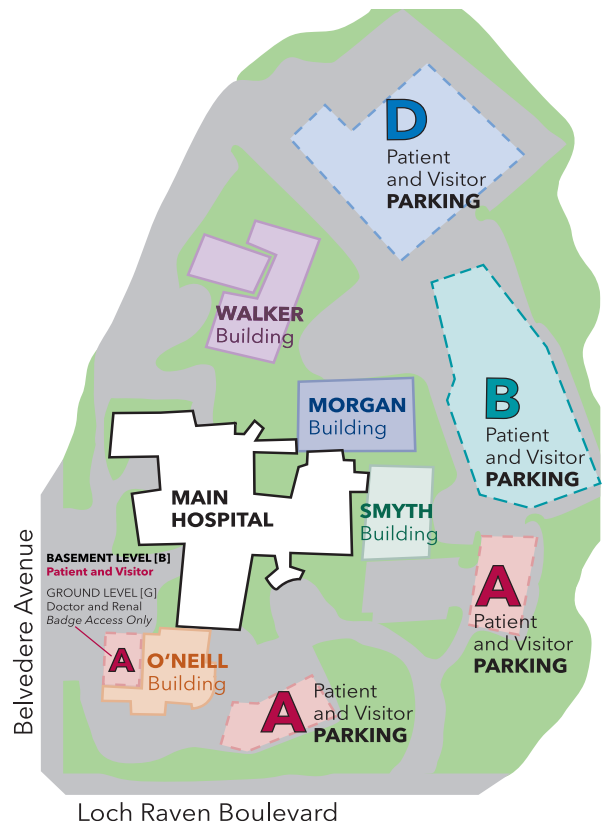 D
Patient
and Visitor
PARKING
WALKER
Building
MORGAN
Building
B
Patient
and Visitor
PARKING
MAIN
HOSPITAL
SMYTH
Building
BASEMENT LEVEL [B]
Patient and Visitor
GROUND LEVEL [G]
Doctor and Renal
Badge Access Only
A
O'NEILL
Building
A
Patient
and Visitor
PARKING
A
Patient
and Visitor
PARKING
Belvedere Avenue
Loch Raven Boulevard